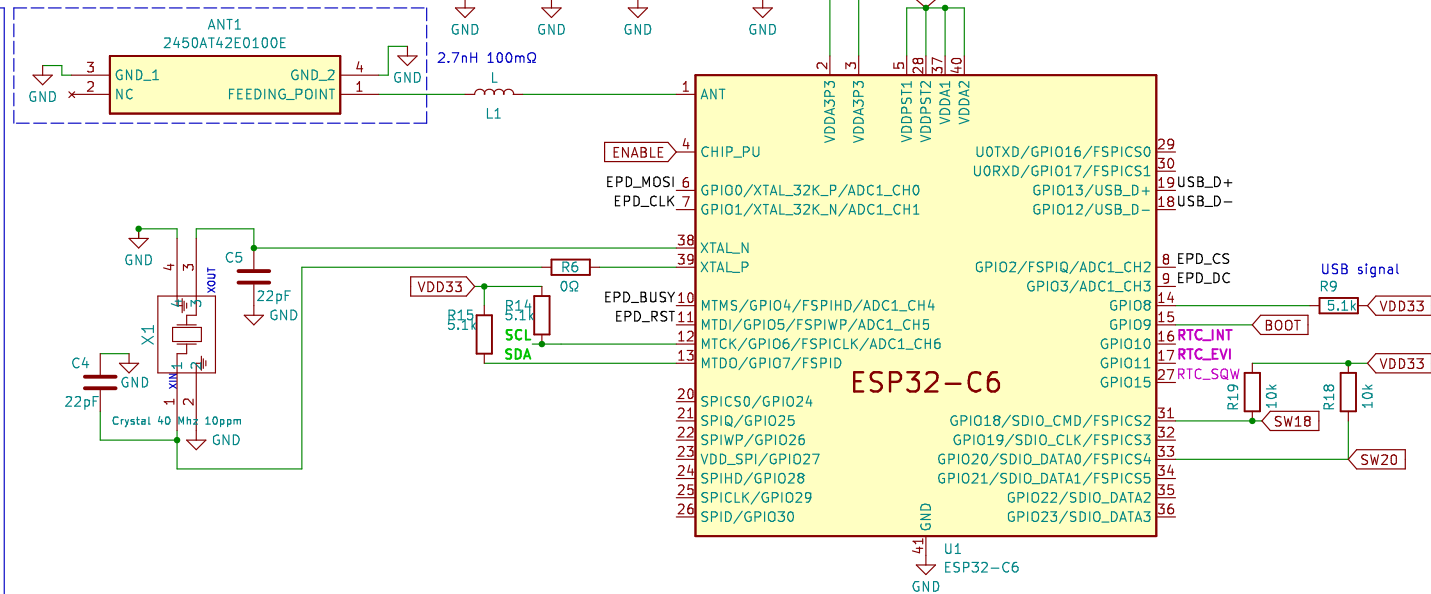 ANT1
2450AT42E0100E
GND GND GND GND
2.7nH 100mΩ
3 GND_1 GND_2 4
GND GND
2 NC FEEDING_POINT 1
L
L1
2 3 5 28 37 40
VDDA3P3 VDDA3P3 VDDPST1 VDDPST2 VDDA1 VDDA2
1 ANT
ENABLE 4 CHIP_PU
EPD_MOSI 6 GPIO0/XTAL_32K_P/ADC1_CH0
EPD_CLK 7 GPIO1/XTAL_32K_N/ADC1_CH1
38 XTAL_N
39 XTAL_P
EPD_BUSY 10 MTMS/GPIO4/FSPIHD/ADC1_CH4
EPD_RST 11 MTDI/GPIO5/FSPIWP/ADC1_CH5
SCL 12 MTCK/GPIO6/FSPICLK/ADC1_CH6
SDA 13 MTDO/GPIO7/FSPID
20 SPICS0/GPIO24
21 SPIQ/GPIO25
22 SPIWP/GPIO26
23 VDD_SPI/GPIO27
24 SPIHD/GPIO28
25 SPICLK/GPIO29
26 SPID/GPIO30
U0TXD/GPIO16/FSPICS0 29
U0RXD/GPIO17/FSPICS1 30
GPIO13/USB_D+ 19 USB_D+
GPIO12/USB_D- 18 USB_D-
GPIO2/FSPIQ/ADC1_CH2 8 EPD_CS
GPIO3/ADC1_CH3 9 EPD_DC
GPIO8 14
GPIO9 15 BOOT
GPIO10 16 RTC_INT
GPIO11 17 RTC_EVI
GPIO15 27 RTC_SQW
GPIO18/SDIO_CMD/FSPICS2 31 SW18
GPIO19/SDIO_CLK/FSPICS3 32
GPIO20/SDIO_DATA0/FSPICS4 33 SW20
GPIO21/SDIO_DATA1/FSPICS5 34
GPIO22/SDIO_DATA2 35
GPIO23/SDIO_DATA3 36
ESP32-C6
GND
41
U1
ESP32-C6
GND
USB signal
R9
5.1k VDD33
VDD33
R19 10k
R18 10k
VDD33
R6
0Ω
R15
5.1k
R14
5.1k
GND
4 3
XOUT
C5
22pF
GND
4 3
X1
1 2
XIN
C4
GND
22pF
1 2
Crystal 40 Mhz 10ppm
GND